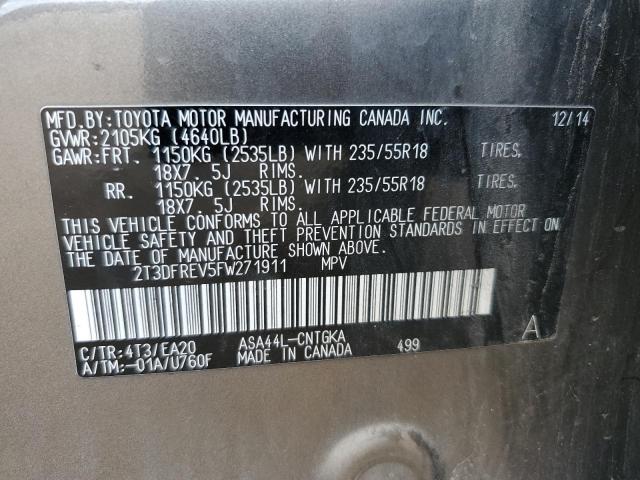 MFD.BY:TOYOTA MOTOR MANUFACTURING CANADA INC. 12/14
GVWR:2105KG (4640LB)
GAWR:FRT. 1150KG (2535LB) WITH 235/55R18 TIRES.
18X7. 5J RIMS.
RR. 1150KG (2535LB) WITH 235/55R18 TIRES.
18X7. 5J RIMS.
THIS VEHICLE CONFORMS TO ALL APPLICABLE FEDERAL MOTOR
VEHICLE SAFETY AND THEFT PREVENTION STANDARDS IN EFFECT ON
THE DATE OF MANUFACTURE SHOWN ABOVE.
2T3DFREV5FW271911 MPV
C/TR:4T3/EA20 ASA44L-CNTGKA 499 A
A/TM:-01A/U760F MADE IN CANADA